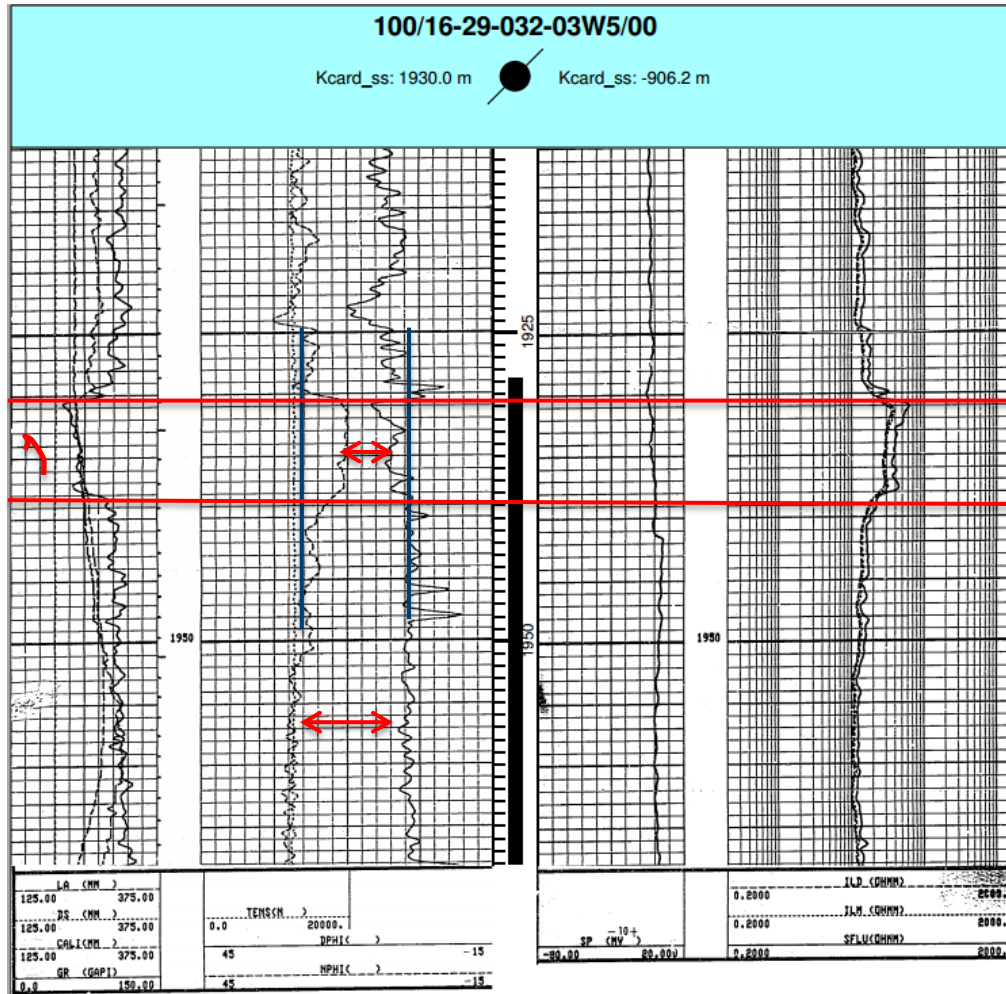 100/16-29-032-03W5/00
Kcard_ss: 1930.0 m Kcard_ss: -906.2 m
1925
1950
1950
1950
LA (MM )
125.00 375.00
DS (MM )
125.00 375.00
CALI(MM )
125.00 375.00
GR (GAPI)
0.0 150.00
TENS(N )
0.0 20000.
DPHI( )
45 -15
NPHI( )
45 -15
-10+
SP (MV )
-80.00 20.000
ILD (OHMM)
0.2000 2000.
ILM (OHMM)
0.2000 2000.
SFLU(OHMM)
0.2000 2000.